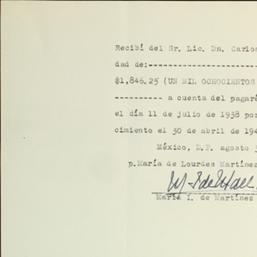 Recibí del Sr. Lic. Dn. Carlos
dad de:--------------------
$1,846.25 (UN MIL OCHOCIENTOS
---------- a cuenta del pagaré
el día 11 de julio de 1938 por
cimiento el 30 de abril de 194
México, D.F. agosto
p.María de Lourdes Martínez
María I. de Martínez